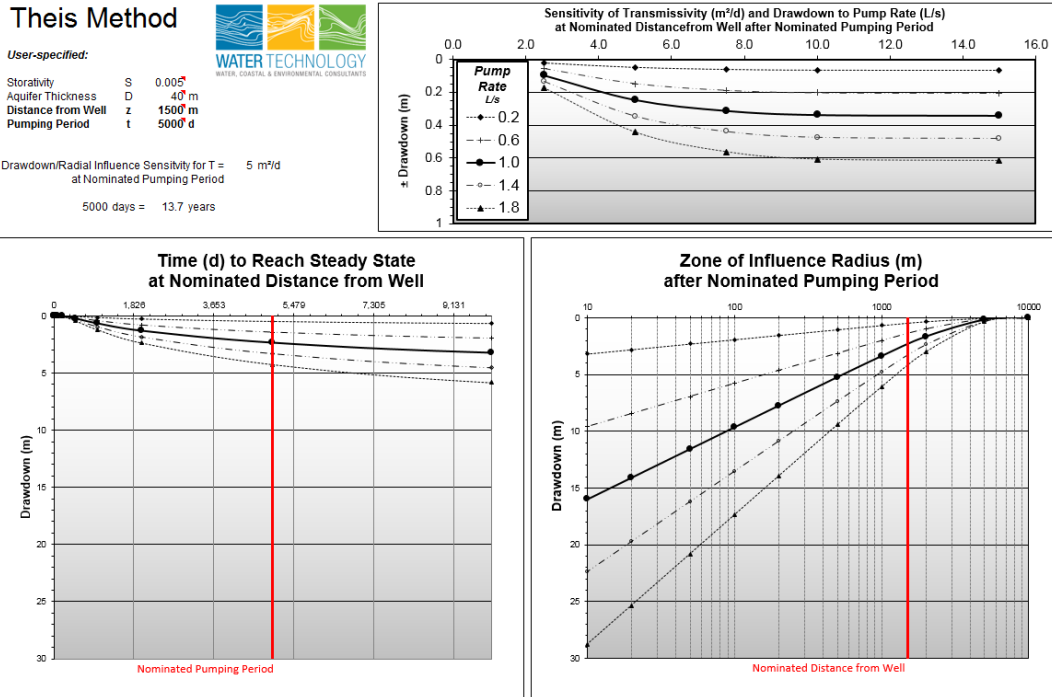 Theis Method
WATER TECHNOLOGY
WATER, COASTAL & ENVIRONMENTAL CONSULTANTS
User-specified:
Storativity S 0.005
Aquifer Thickness D 40 m
Distance from Well z 1500 m
Pumping Period t 5000 d
Drawdown/Radial Influence Sensitvity for T = 5 m²/d
at Nominated Pumping Period
5000 days = 13.7 years
Sensitivity of Transmissivity (m²/d) and Drawdown to Pump Rate (L/s)
at Nominated Distancefrom Well after Nominated Pumping Period
0.0 2.0 4.0 6.0 8.0 10.0 12.0 14.0 16.0
± Drawdown (m)
0
0.2
0.4
0.6
0.8
1
Pump
Rate
L/s
0.2
0.6
1.0
1.4
1.8
Time (d) to Reach Steady State
at Nominated Distance from Well
0 1,826 3,653 5,479 7,305 9,131
Drawdown (m)
0
5
10
15
20
25
30
Nominated Pumping Period
Zone of Influence Radius (m)
after Nominated Pumping Period
10 100 1000 10000
Drawdown (m)
0
5
10
15
20
25
30
Nominated Distance from Well